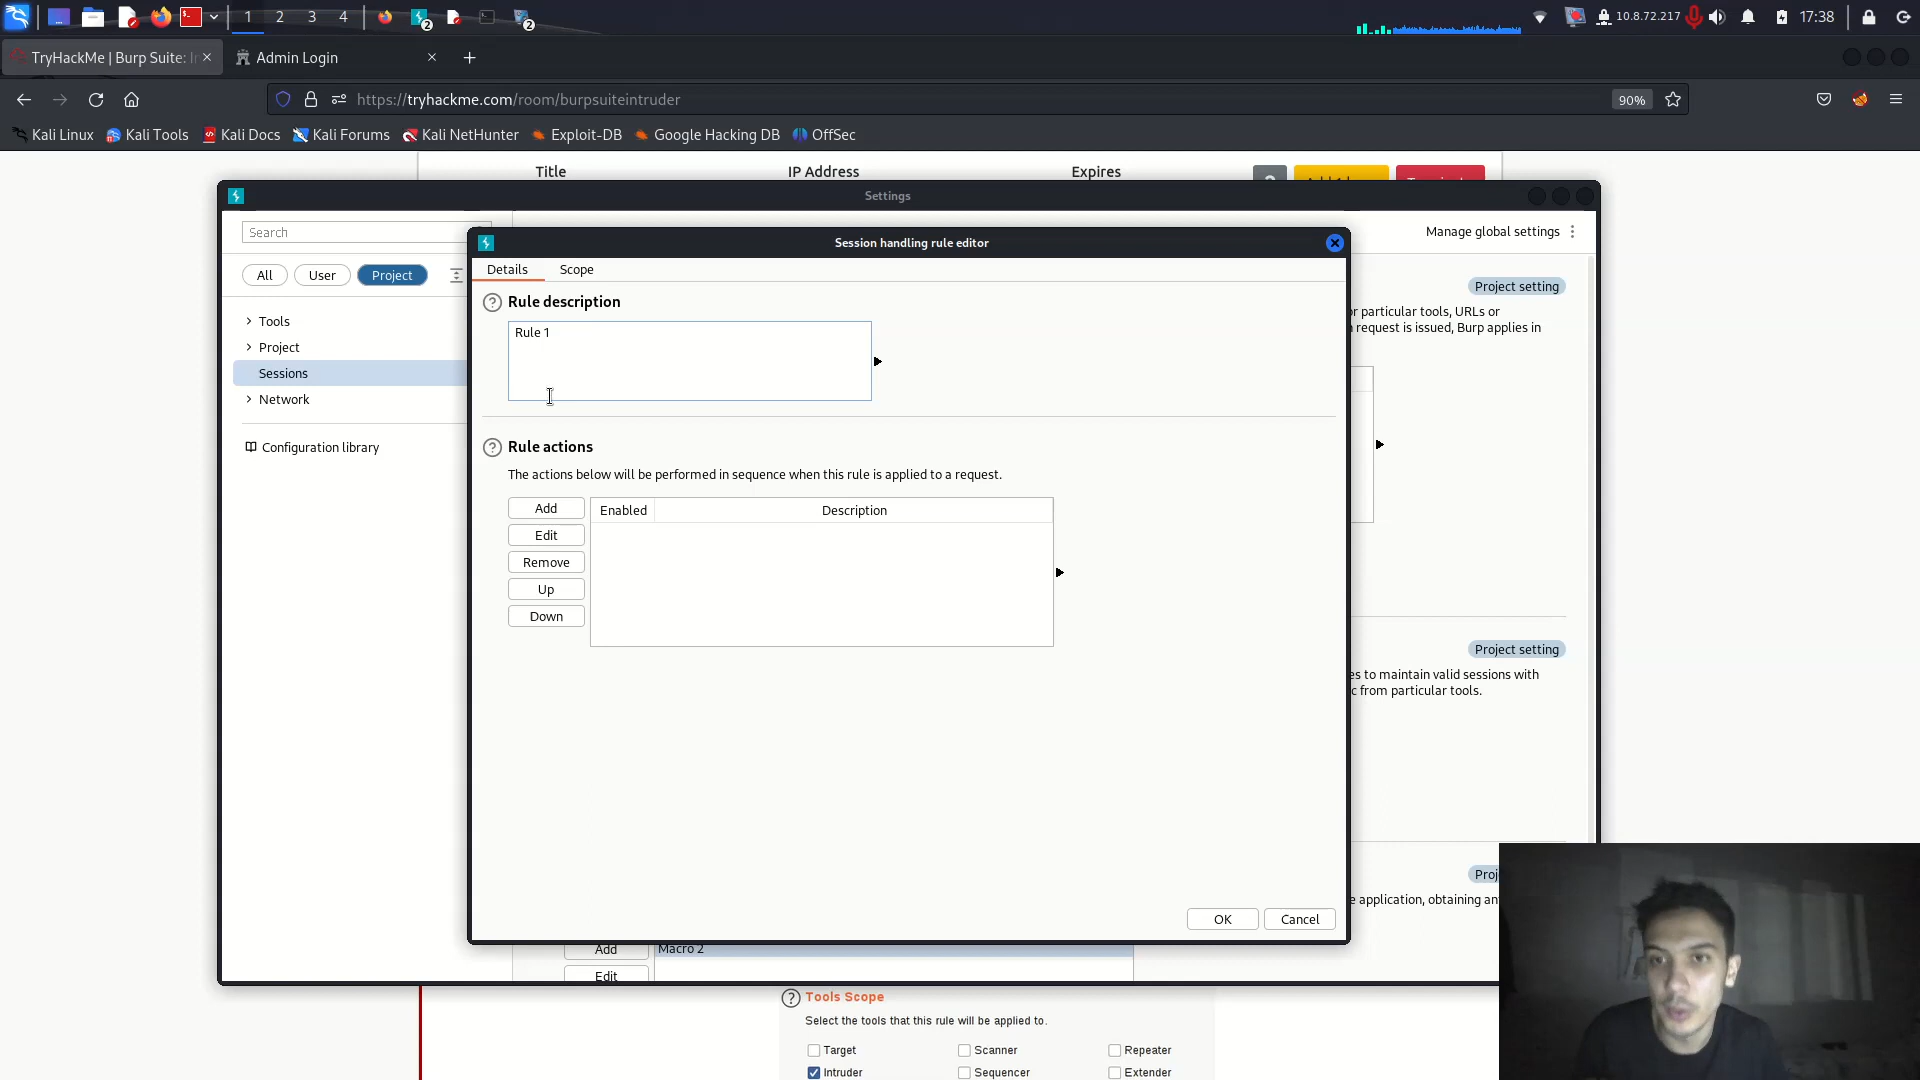 1
2
3
4
2
2
10.8.72.217
17:38
TryHackMe | Burp Suite: I
Admin Login
https://tryhackme.com/room/burpsuiteintruder
90%
Kali Linux
Kali Tools
Kali Docs
Kali Forums
Kali NetHunter
Exploit-DB
Google Hacking DB
OffSec
Title
IP Address
Expires
Settings
Search
Manage global settings
All
User
Project
Tools
Project
Sessions
Network
Configuration library
Session handling rule editor
Details
Scope
Rule description
Rule 1
Rule actions
The actions below will be performed in sequence when this rule is applied to a request.
Add
Edit
Remove
Up
Down
Enabled
Description
OK
Cancel
Project setting
r particular tools, URLs or
request is issued, Burp applies in
Project setting
es to maintain valid sessions with
c from particular tools.
Proj
e application, obtaining an
Add
Edit
Macro 2
Tools Scope
Select the tools that this rule will be applied to.
Target
Scanner
Repeater
Intruder
Sequencer
Extender